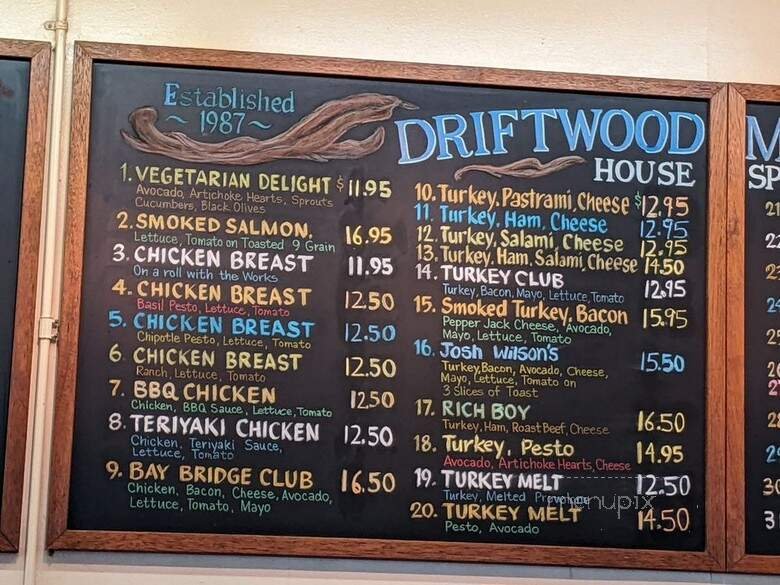 Established
~ 1987 ~
1. VEGETARIAN DELIGHT $11.95
Avocado, Artichoke Hearts, Sprouts
Cucumbers, Black Olives
2. SMOKED SALMON. 16.95
Lettuce, Tomato on Toasted 9 Grain
3. CHICKEN BREAST 11.95
On a roll with the Works
4. CHICKEN BREAST 12.50
Basil Pesto, Lettuce, Tomato
5. CHICKEN BREAST 12.50
Chipotle Pesto, Lettuce, Tomato
6. CHICKEN BREAST 12.50
Ranch, Lettuce, Tomato
7. BBQ CHICKEN 12.50
Chicken, BBQ Sauce, Lettuce, Tomato
8. TERIYAKI CHICKEN 12.50
Chicken, Teriyaki Sauce,
Lettuce, Tomato
9. BAY BRIDGE CLUB 16.50
Chicken, Bacon, Cheese, Avocado,
Lettuce, Tomato, Mayo
DRIFTWOOD
HOUSE
10. Turkey, Pastrami, Cheese $12.95
11. Turkey, Ham, Cheese 12.95
12. Turkey, Salami, Cheese 12.95
13. Turkey, Ham, Salami, Cheese 14.50
14. TURKEY CLUB 12.95
Turkey, Bacon, Mayo, Lettuce, Tomato
15. Smoked Turkey, Bacon 15.95
Pepper Jack Cheese, Avocado,
Mayo, Lettuce, Tomato
16. Josh Wilson's 15.50
Turkey, Bacon, Avocado, Cheese,
Mayo, Lettuce, Tomato on
3 Slices of Toast
17. RICH BOY 16.50
Turkey, Ham, Roast Beef, Cheese
18. Turkey, Pesto 14.95
Avocado, Artichoke Hearts, Cheese
19. TURKEY MELT 12.50
Turkey, Melted Provolone
20. TURKEY MELT 14.50
Pesto, Avocado
menupix
M
SP